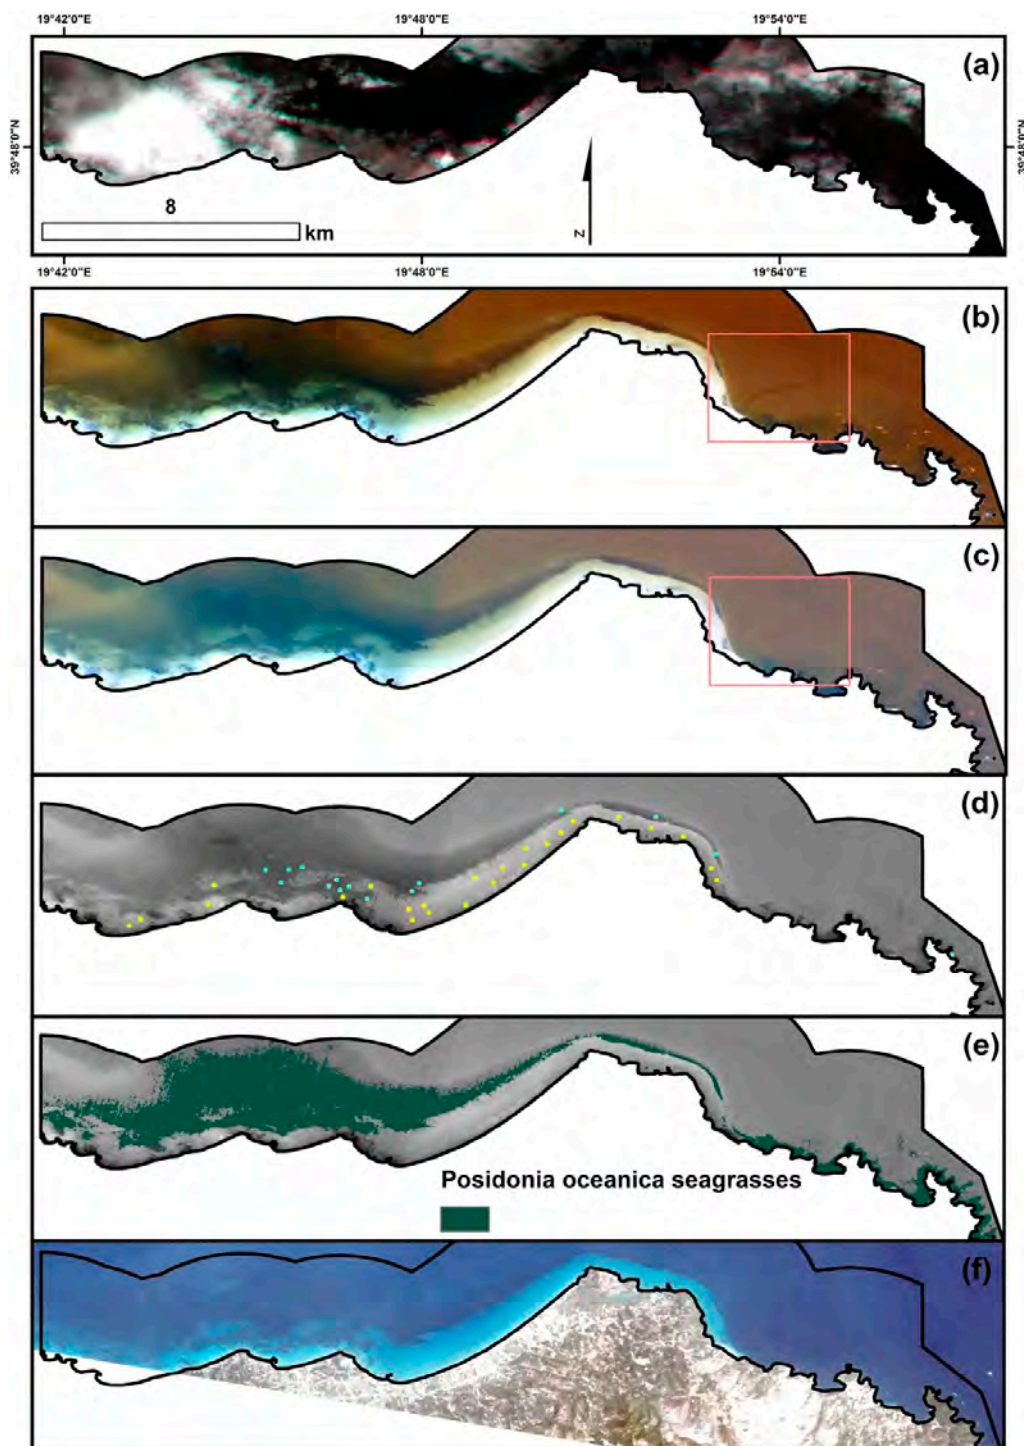 19°42'0"E 19°48'0"E 19°54'0"E
(a)
39°48'0"N 39°48'0"N
8
km
N
19°42'0"E 19°48'0"E 19°54'0"E
(b)
(c)
(d)
(e)
Posidonia oceanica seagrasses
(f)